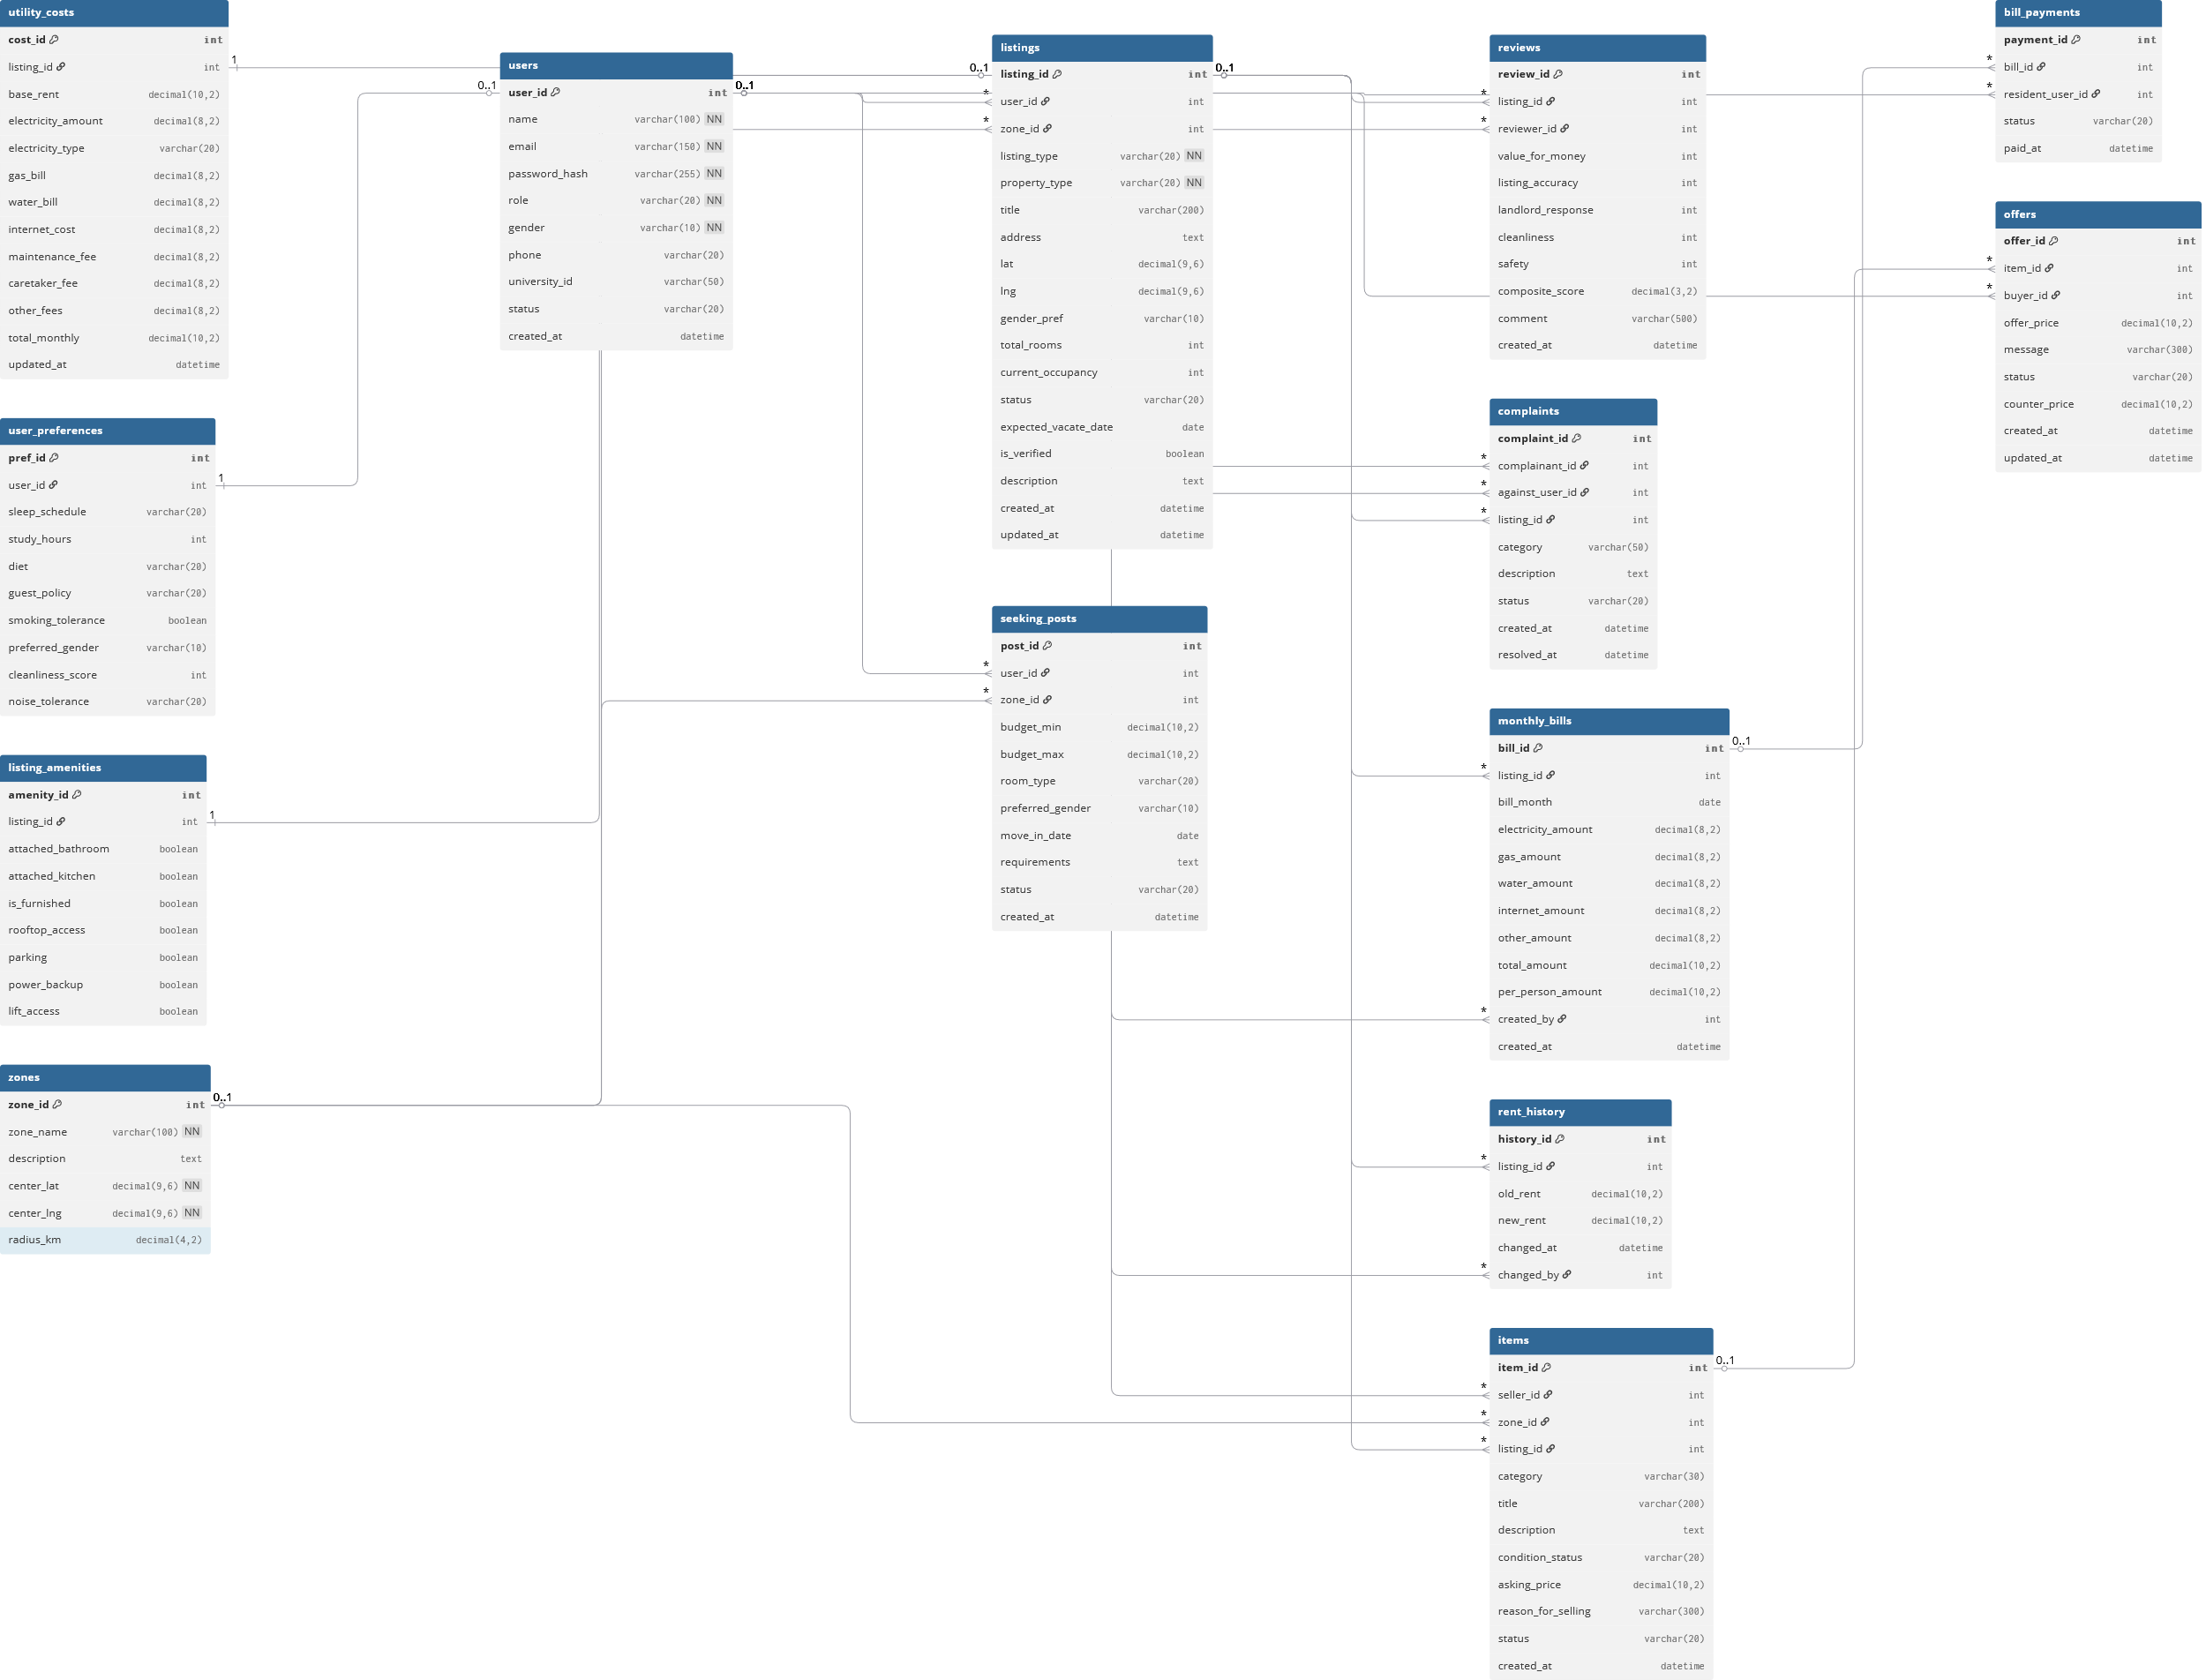 utility_costs
cost_id int
listing_id int 1
base_rent decimal(10,2)
electricity_amount decimal(8,2)
electricity_type varchar(20)
gas_bill decimal(8,2)
water_bill decimal(8,2)
internet_cost decimal(8,2)
maintenance_fee decimal(8,2)
caretaker_fee decimal(8,2)
other_fees decimal(8,2)
total_monthly decimal(10,2)
updated_at datetime
user_preferences
pref_id int
user_id int 1
sleep_schedule varchar(20)
study_hours int
diet varchar(20)
guest_policy varchar(20)
smoking_tolerance boolean
preferred_gender varchar(10)
cleanliness_score int
noise_tolerance varchar(20)
listing_amenities
amenity_id int
listing_id int 1
attached_bathroom boolean
attached_kitchen boolean
is_furnished boolean
rooftop_access boolean
parking boolean
power_backup boolean
lift_access boolean
zones
zone_id int 0..1
zone_name varchar(100) NN
description text
center_lat decimal(9,6) NN
center_lng decimal(9,6) NN
radius_km decimal(4,2)
users
0..1 user_id int 0..1
name varchar(100) NN
email varchar(150) NN
password_hash varchar(255) NN
role varchar(20) NN
gender varchar(10) NN
phone varchar(20)
university_id varchar(50)
status varchar(20)
created_at datetime
listings
0..1 listing_id int 0..1
* user_id int
* zone_id int
listing_type varchar(20) NN
property_type varchar(20) NN
title varchar(200)
address text
lat decimal(9,6)
lng decimal(9,6)
gender_pref varchar(10)
total_rooms int
current_occupancy int
status varchar(20)
expected_vacate_date date
is_verified boolean
description text
created_at datetime
updated_at datetime
seeking_posts
post_id int
* user_id int
* zone_id int
budget_min decimal(10,2)
budget_max decimal(10,2)
room_type varchar(20)
preferred_gender varchar(10)
move_in_date date
requirements text
status varchar(20)
created_at datetime
reviews
review_id int
* listing_id int
* reviewer_id int
value_for_money int
listing_accuracy int
landlord_response int
cleanliness int
safety int
composite_score decimal(3,2)
comment varchar(500)
created_at datetime
complaints
complaint_id int
* complainant_id int
* against_user_id int
* listing_id int
category varchar(50)
description text
status varchar(20)
created_at datetime
resolved_at datetime
monthly_bills
bill_id int 0..1
* listing_id int
bill_month date
electricity_amount decimal(8,2)
gas_amount decimal(8,2)
water_amount decimal(8,2)
internet_amount decimal(8,2)
other_amount decimal(8,2)
total_amount decimal(10,2)
per_person_amount decimal(10,2)
* created_by int
created_at datetime
rent_history
history_id int
* listing_id int
old_rent decimal(10,2)
new_rent decimal(10,2)
changed_at datetime
* changed_by int
items
item_id int 0..1
* seller_id int
* zone_id int
* listing_id int
category varchar(30)
title varchar(200)
description text
condition_status varchar(20)
asking_price decimal(10,2)
reason_for_selling varchar(300)
status varchar(20)
created_at datetime
bill_payments
payment_id int
* bill_id int
* resident_user_id int
status varchar(20)
paid_at datetime
offers
offer_id int
* item_id int
* buyer_id int
offer_price decimal(10,2)
message varchar(300)
status varchar(20)
counter_price decimal(10,2)
created_at datetime
updated_at datetime